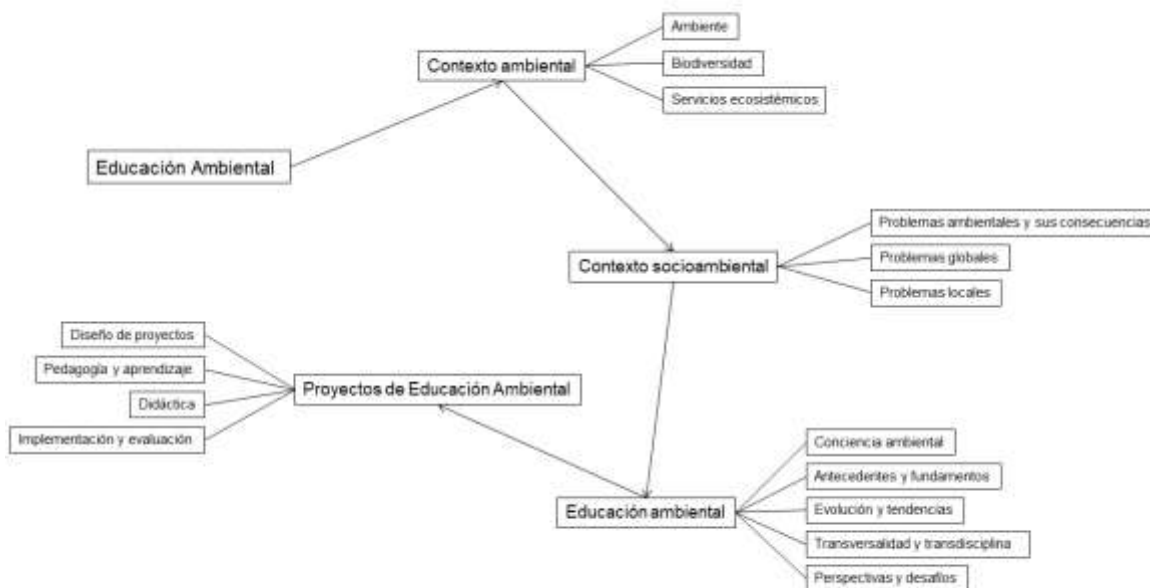 Ambiente
Contexto ambiental
Biodiversidad
Servicios ecosistémicos
Educación Ambiental
Problemas ambientales y sus consecuencias
Contexto socioambiental
Problemas globales
Problemas locales
Diseño de proyectos
Pedagogía y aprendizaje
Proyectos de Educación Ambiental
Didáctica
Implementación y evaluación
Conciencia ambiental
Antecedentes y fundamentos
Educación ambiental
Evolución y tendencias
Transversalidad y transdisciplina
Perspectivas y desafíos